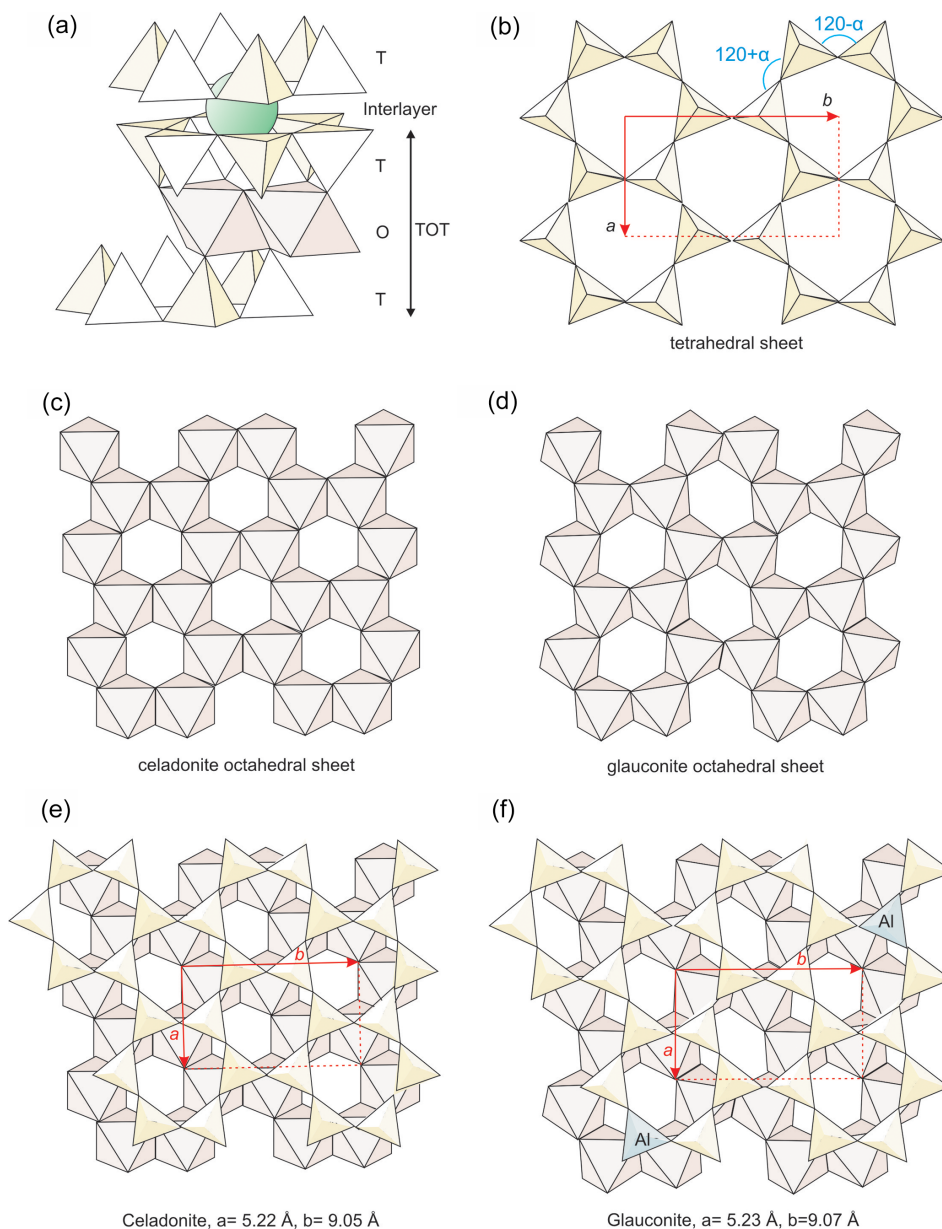 (a)
T
Interlayer
T
O
TOT
T
(b)
120-α
120+α
b
a
tetrahedral sheet
(c)
celadonite octahedral sheet
(d)
glauconite octahedral sheet
(e)
b
a
Celadonite, a= 5.22 Å, b= 9.05 Å
(f)
Al
b
a
Al
Glauconite, a= 5.23 Å, b=9.07 Å